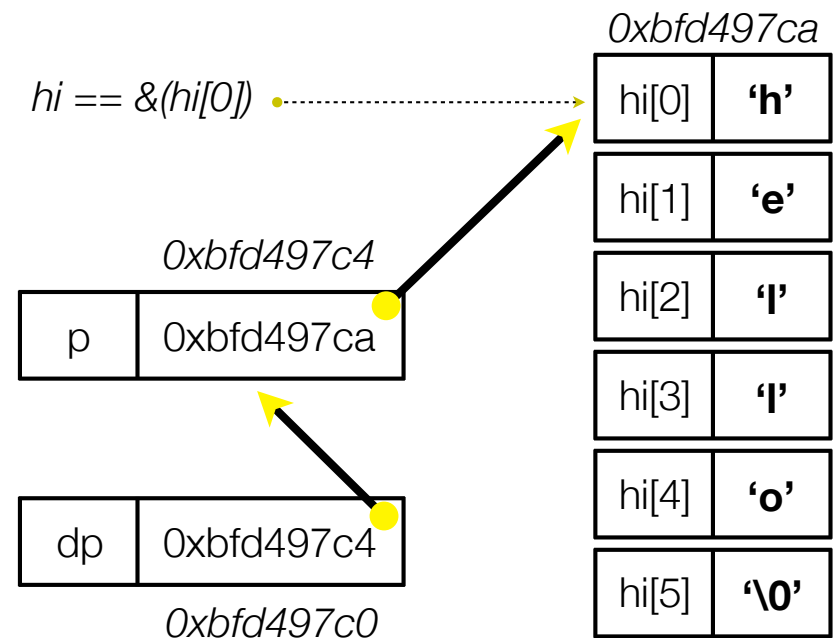 0xbfd497ca
hi == &(hi[0])
hi[0] ‘h’
hi[1] ‘e’
0xbfd497c4
hi[2] ‘l’
p 0xbfd497ca
hi[3] ‘l’
hi[4] ‘o’
dp 0xbfd497c4
hi[5] ‘\0’
0xbfd497c0